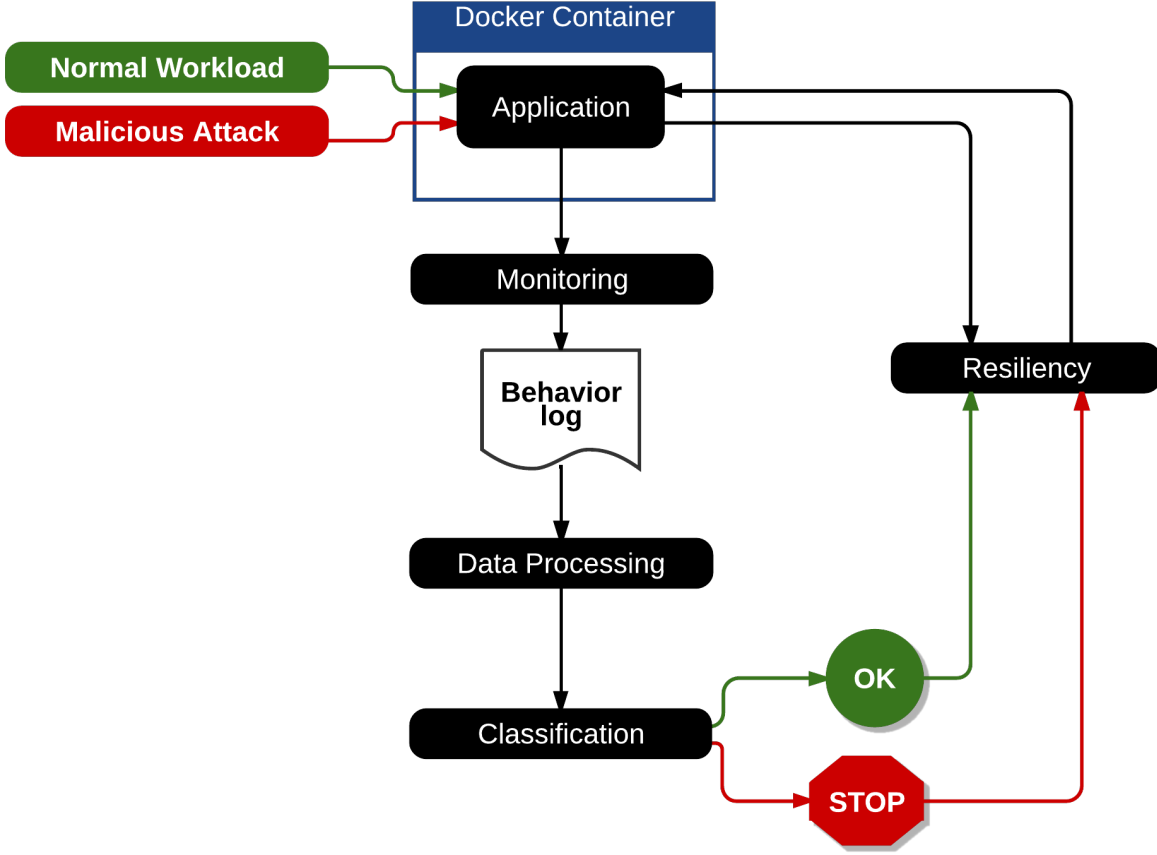 Docker Container
Normal Workload
Malicious Attack
Application
Monitoring
Behavior
log
Resiliency
Data Processing
Classification
OK
STOP